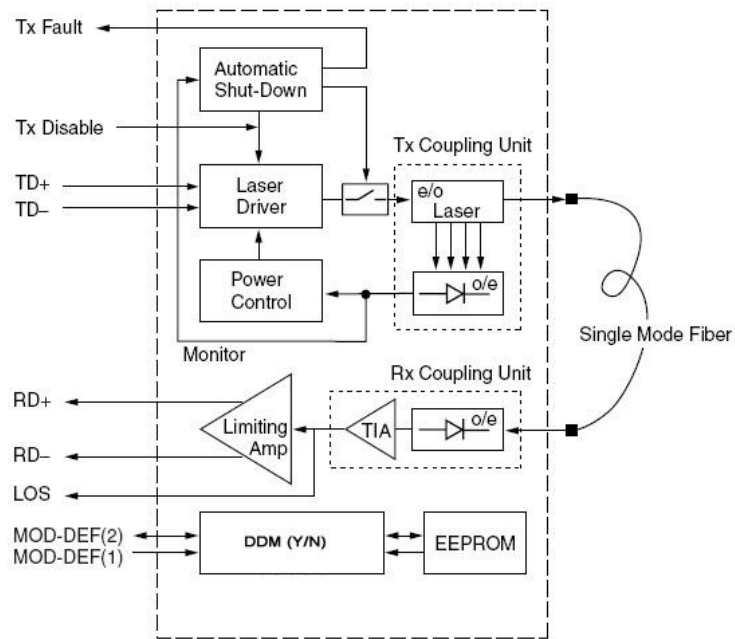 Tx Fault
Automatic
Shut-Down
Tx Disable
Tx Coupling Unit
TD+
TD–
Laser
Driver
e/o
Laser
Power
Control
o/e
Monitor
Single Mode Fiber
Rx Coupling Unit
RD+
RD–
Limiting
Amp
TIA
o/e
LOS
MOD-DEF(2)
MOD-DEF(1)
DDM (Y/N)
EEPROM